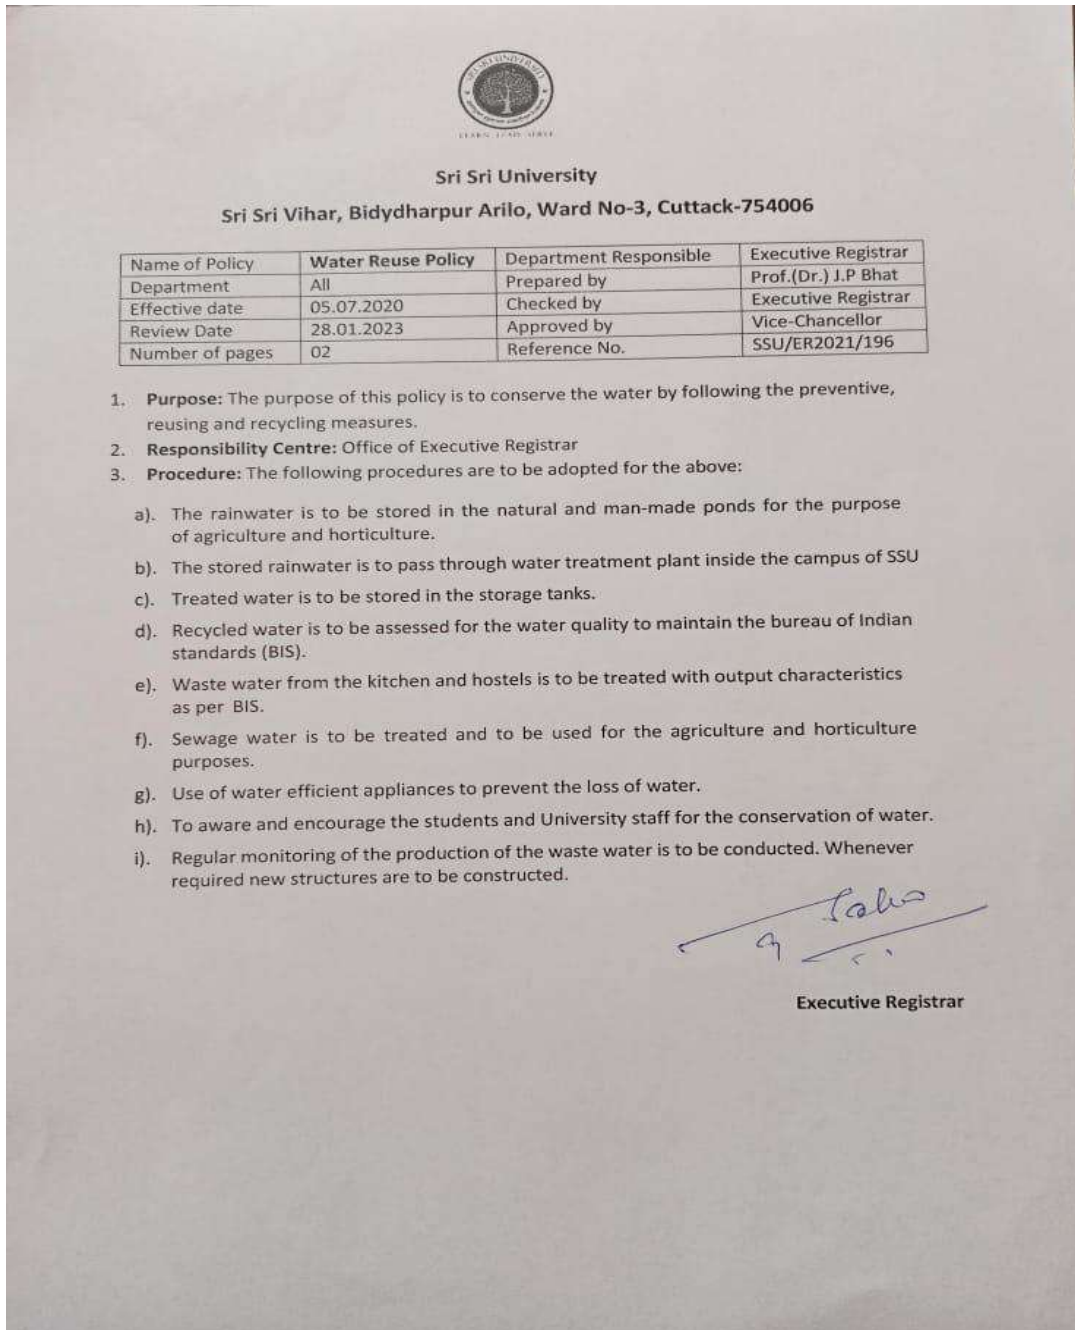 SRI SRI UNIVERSITY
LEARN LEAD SERVE
Sri Sri University
Sri Sri Vihar, Bidydharpur Arilo, Ward No-3, Cuttack-754006
Name of Policy Water Reuse Policy Department Responsible Executive Registrar
Department All Prepared by Prof.(Dr.) J.P Bhat
Effective date 05.07.2020 Checked by Executive Registrar
Review Date 28.01.2023 Approved by Vice-Chancellor
Number of pages 02 Reference No. SSU/ER2021/196
1. Purpose: The purpose of this policy is to conserve the water by following the preventive,
reusing and recycling measures.
2. Responsibility Centre: Office of Executive Registrar
3. Procedure: The following procedures are to be adopted for the above:
a). The rainwater is to be stored in the natural and man-made ponds for the purpose
of agriculture and horticulture.
b). The stored rainwater is to pass through water treatment plant inside the campus of SSU
c). Treated water is to be stored in the storage tanks.
d). Recycled water is to be assessed for the water quality to maintain the bureau of Indian
standards (BIS).
e). Waste water from the kitchen and hostels is to be treated with output characteristics
as per BIS.
f). Sewage water is to be treated and to be used for the agriculture and horticulture
purposes.
g). Use of water efficient appliances to prevent the loss of water.
h). To aware and encourage the students and University staff for the conservation of water.
i). Regular monitoring of the production of the waste water is to be conducted. Whenever
required new structures are to be constructed.
Executive Registrar